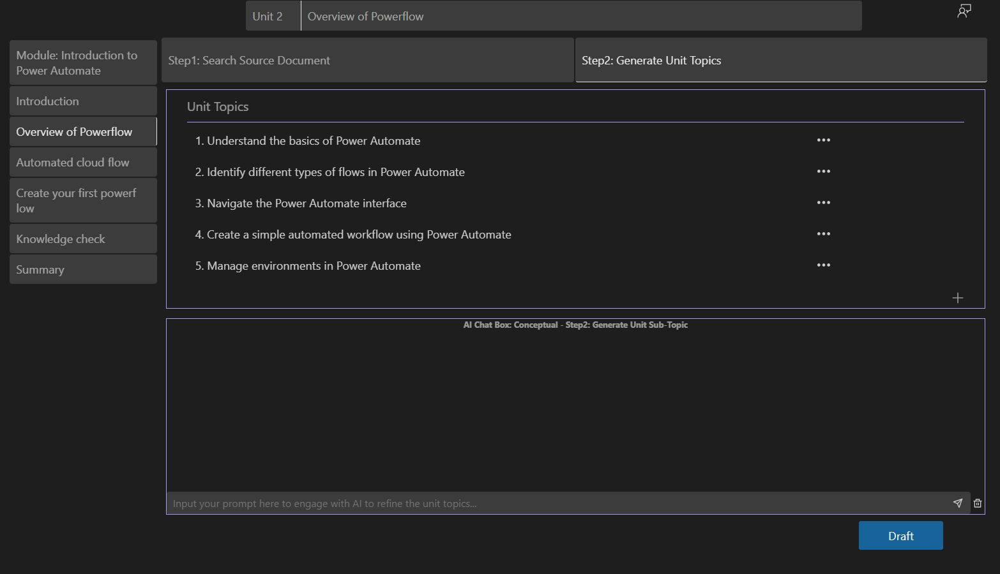 Unit 2
Overview of Powerflow
Module: Introduction to
Power Automate
Introduction
Overview of Powerflow
Automated cloud flow
Create your first powerf
low
Knowledge check
Summary
Step1: Search Source Document
Step2: Generate Unit Topics
Unit Topics
1. Understand the basics of Power Automate
2. Identify different types of flows in Power Automate
3. Navigate the Power Automate interface
4. Create a simple automated workflow using Power Automate
5. Manage environments in Power Automate
AI Chat Box: Conceptual - Step2: Generate Unit Sub-Topic
Input your prompt here to engage with AI to refine the unit topics...
Draft